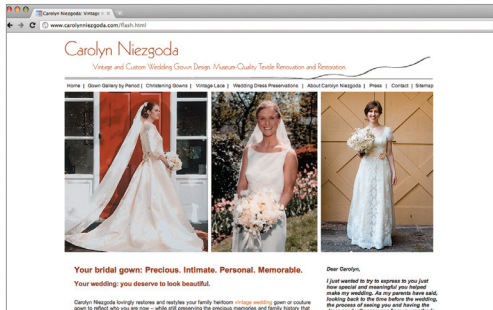 Carolyn Niezgoda: Vintage
www.carolynniezgoda.com/flash.html
Carolyn Niezgoda
Vintage and Custom Wedding Gown Design. Museum-Quality Textile Renovation and Restoration.
Home | Gown Gallery by Period | Christening Gowns | Vintage Lace | Wedding Dress Preservations | About Carolyn Niezgoda | Press | Contact | Sitemap
Your bridal gown: Precious. Intimate. Personal. Memorable.
Your wedding: you deserve to look beautiful.
Carolyn Niezgoda lovingly restores and restyles your family heirloom vintage wedding gown or couture
gown to reflect who you are now – while still preserving the precious memories and family history that
Dear Carolyn,
I just wanted to try to express to you just
how special and meaningful you helped
make my wedding. As my parents have said,
looking back to the time before the wedding,
the process of seeing you and having the